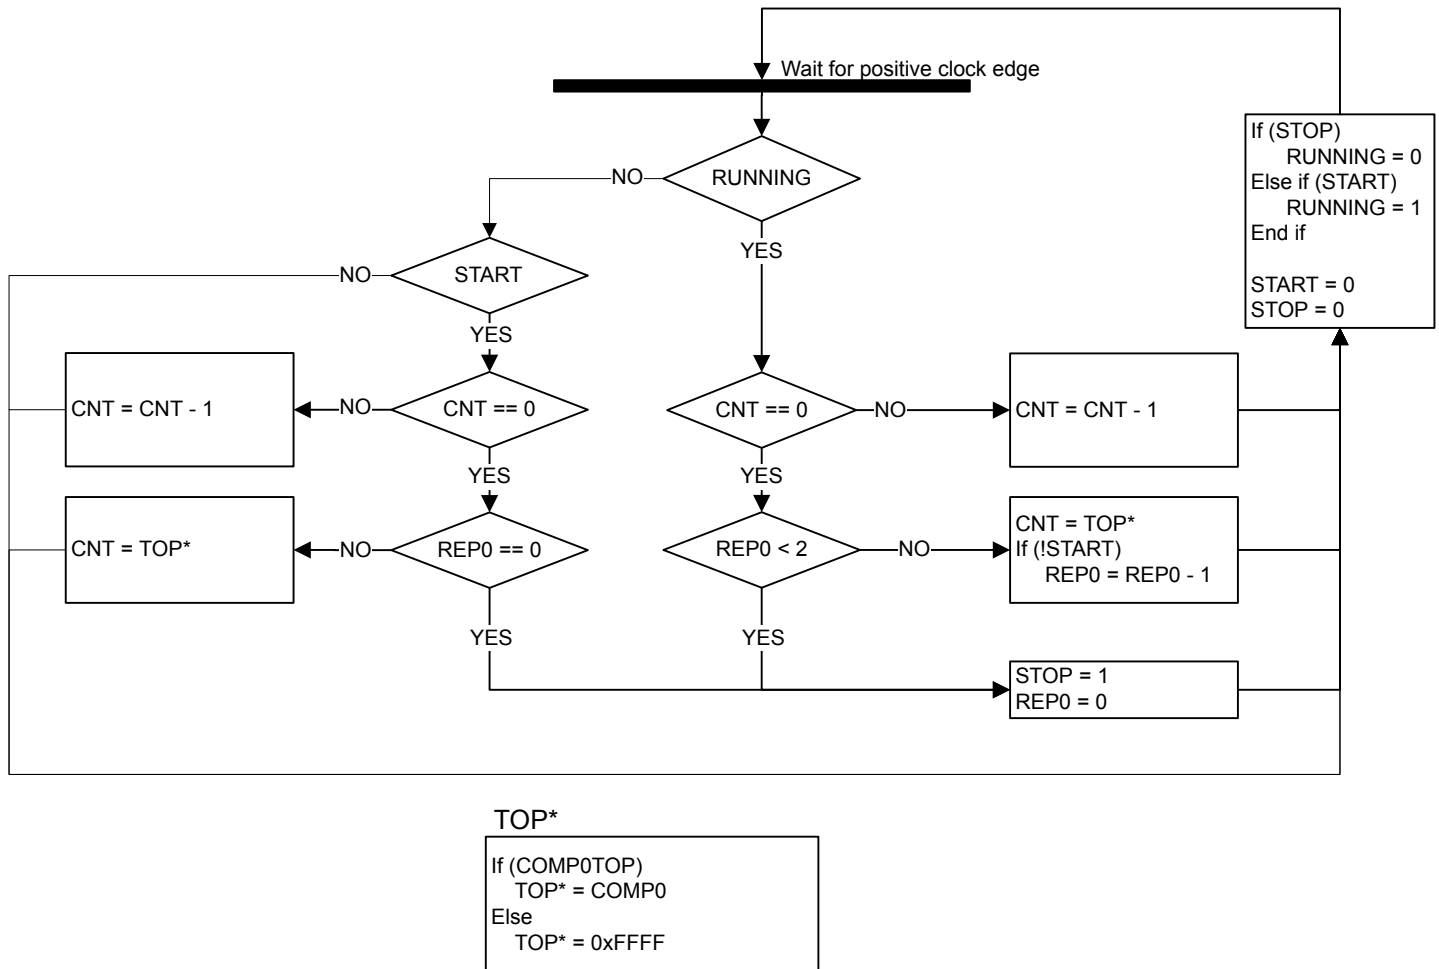 Wait for positive clock edge
RUNNING
NO
YES
If (STOP)
RUNNING = 0
Else if (START)
RUNNING = 1
End if
START = 0
STOP = 0
START
NO
YES
CNT == 0
NO
CNT = CNT - 1
YES
CNT == 0
NO
CNT = CNT - 1
YES
REP0 == 0
NO
CNT = TOP*
YES
REP0 < 2
NO
CNT = TOP*
If (!START)
REP0 = REP0 - 1
YES
STOP = 1
REP0 = 0
TOP*
If (COMP0TOP)
TOP* = COMP0
Else
TOP* = 0xFFFF